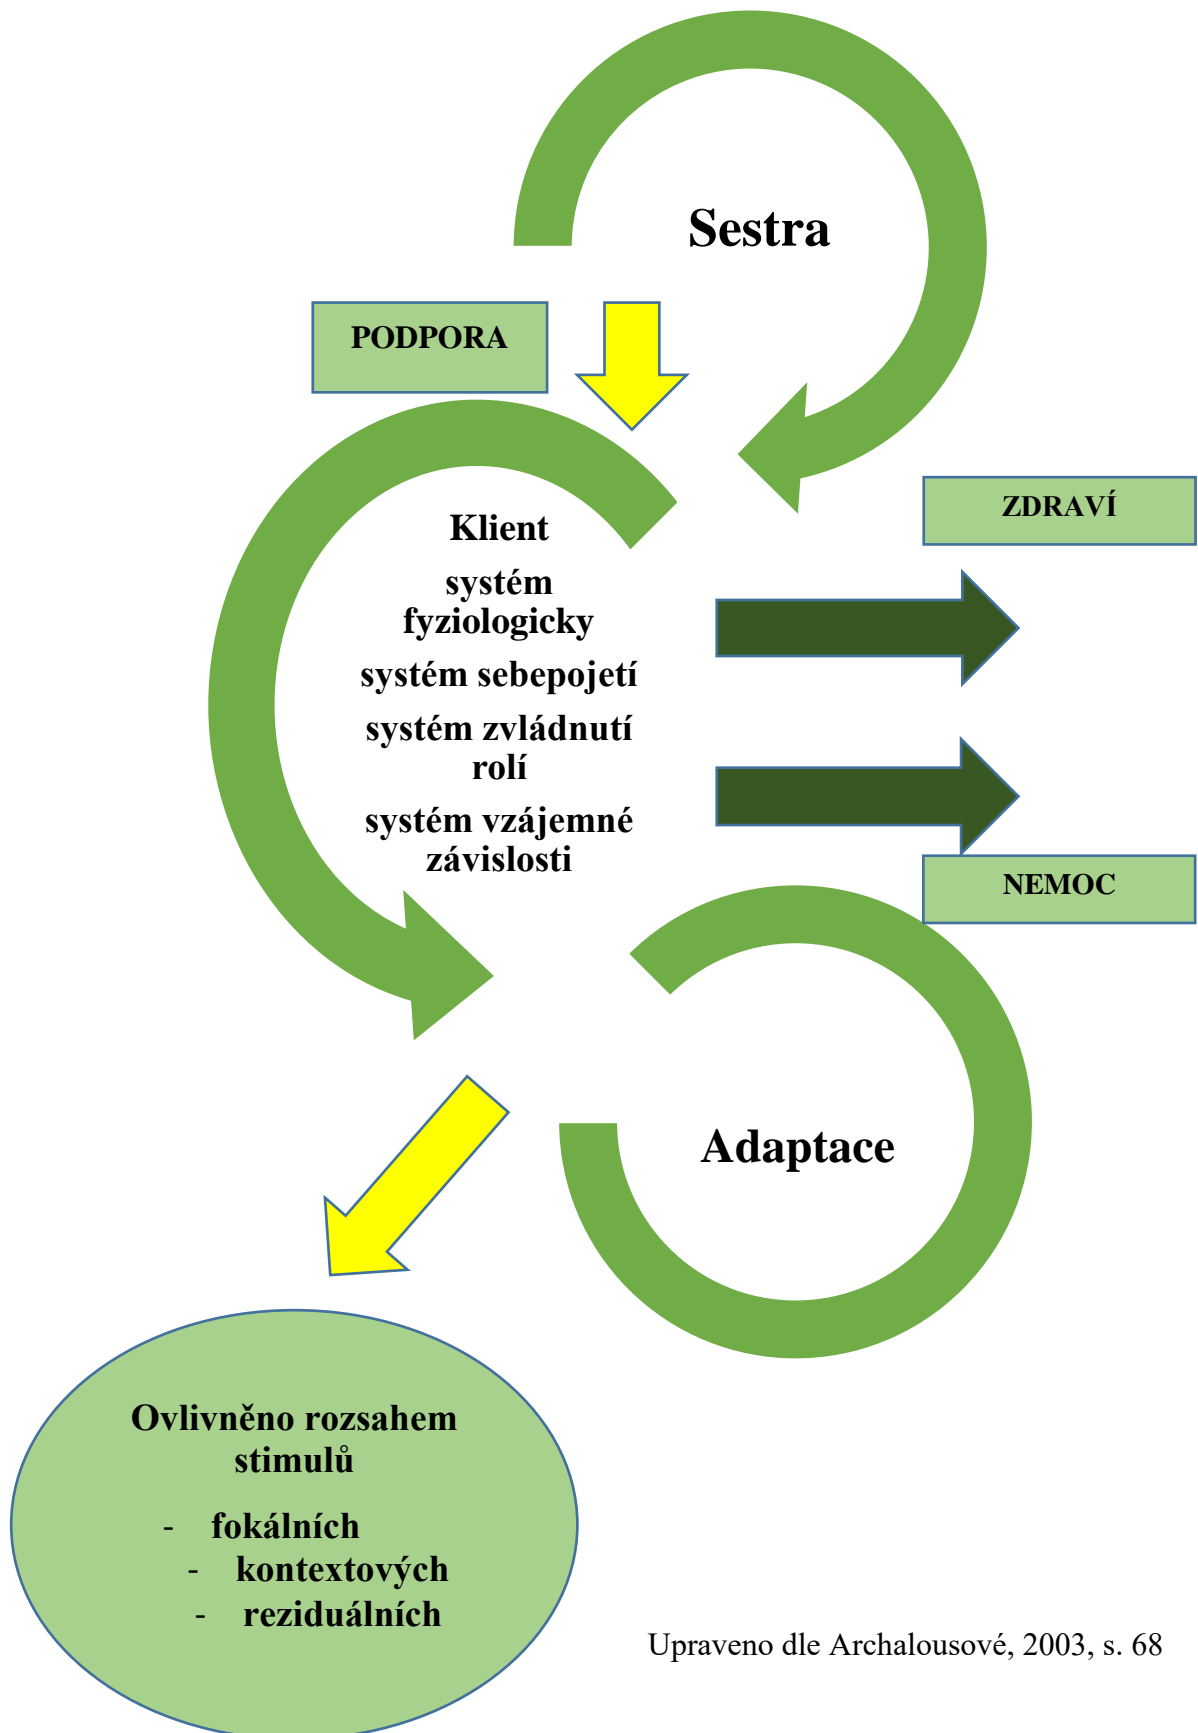 Sestra
PODPORA
ZDRAVÍ
Klient
systém
fyziologicky
systém sebepojetí
systém zvládnutí
rolí
systém vzájemné
závislosti
NEMOC
Adaptace
Ovlivněno rozsahem
stimulů
- fokálních
- kontextových
- reziduálních
Upraveno dle Archalousové, 2003, s. 68